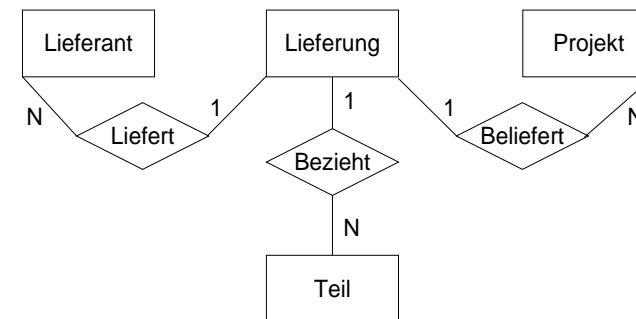 Lieferant Lieferung Projekt
N 1 1 1 N
Liefert Beliefert
Bezieht
N
Teil